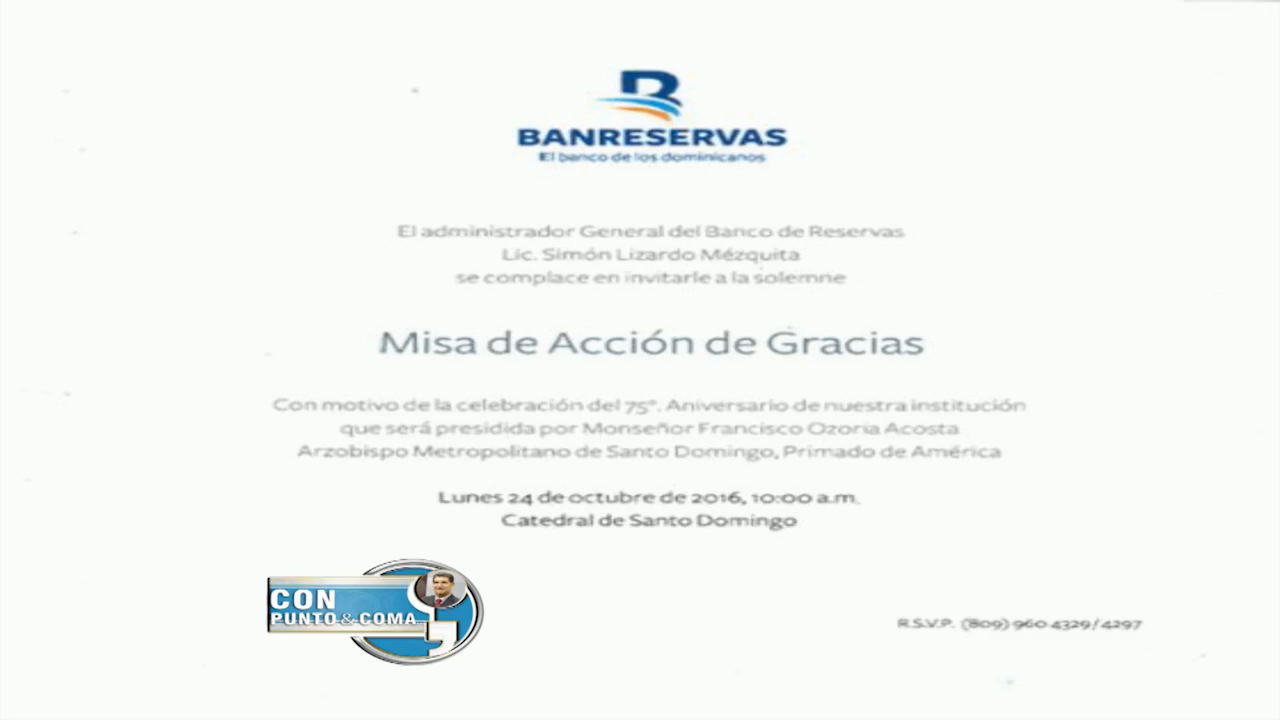 BANRESERVAS
El banco de los dominicanos
El administrador General del Banco de Reservas
Lic. Simón Lizardo Mézquita
se complace en invitarle a la solemne
Misa de Acción de Gracias
Con motivo de la celebración del 75º. Aniversario de nuestra institución
que será presidida por Monseñor Francisco Ozoria Acosta
Arzobispo Metropolitano de Santo Domingo, Primado de América
Lunes 24 de octubre de 2016, 10:00 a.m.
Catedral de Santo Domingo
CON
PUNTO & COMA
R.S.V.P. (809) 960 4329/4297